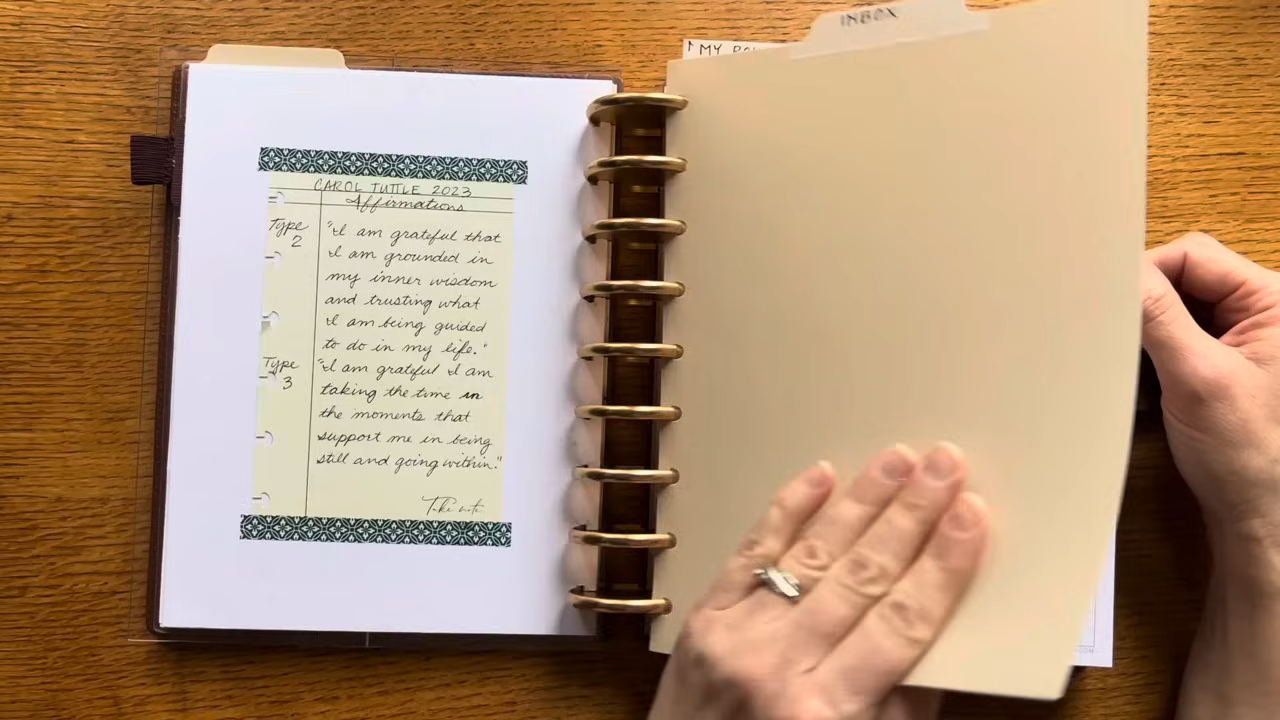 CAROL TUTTLE 2023
Affirmations
Type
2
"I am grateful that
I am grounded in
my inner wisdom
and trusting what
I am being guided
to do in my life."
Type
3
"I am grateful I am
taking the time in
the moments that
support me in being
still and going within."
INBOX
MY